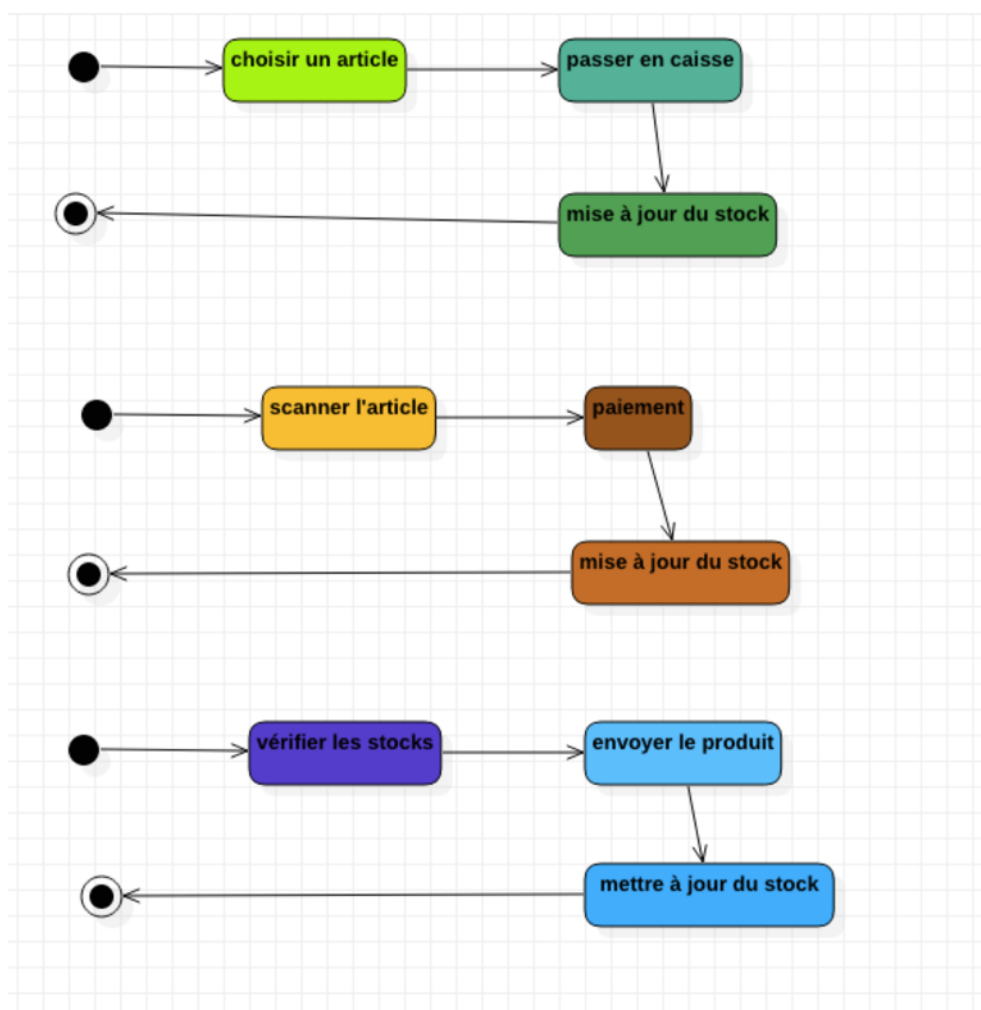 choisir un article
passer en caisse
mise à jour du stock
scanner l'article
paiement
mise à jour du stock
vérifier les stocks
envoyer le produit
mettre à jour du stock